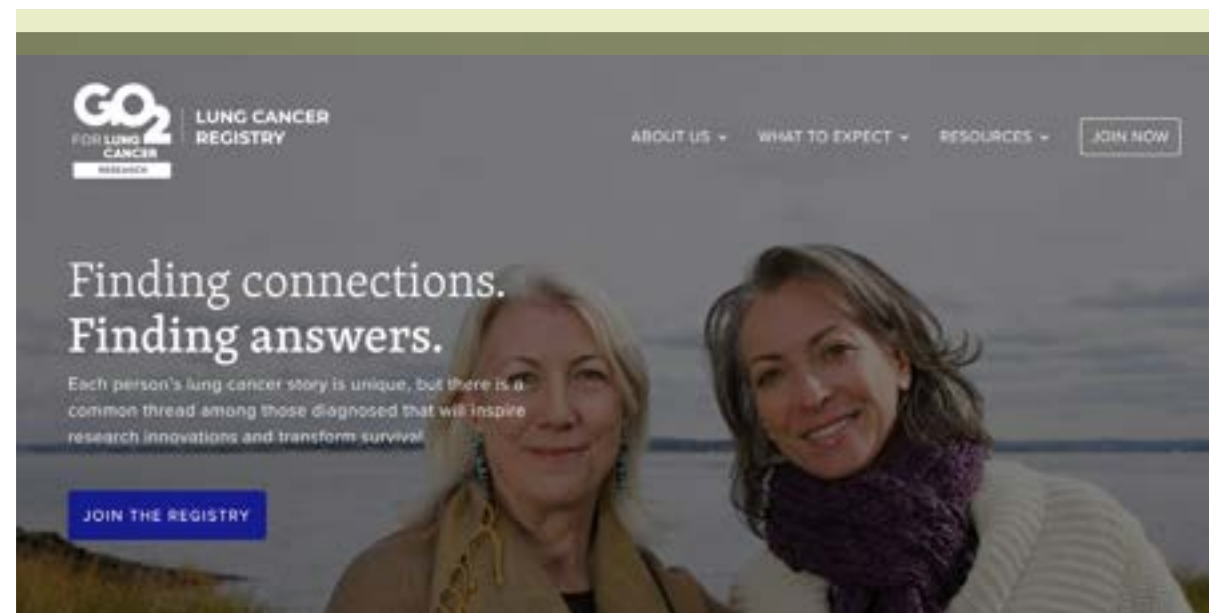 GO2
FOR LUNG
CANCER
RESEARCH
LUNG CANCER
REGISTRY
ABOUT US
WHAT TO EXPECT
RESOURCES
JOIN NOW
Finding connections.
Finding answers.
Each person's lung cancer story is unique, but there is a
common thread among those diagnosed that will inspire
research innovations and transform survival
JOIN THE REGISTRY